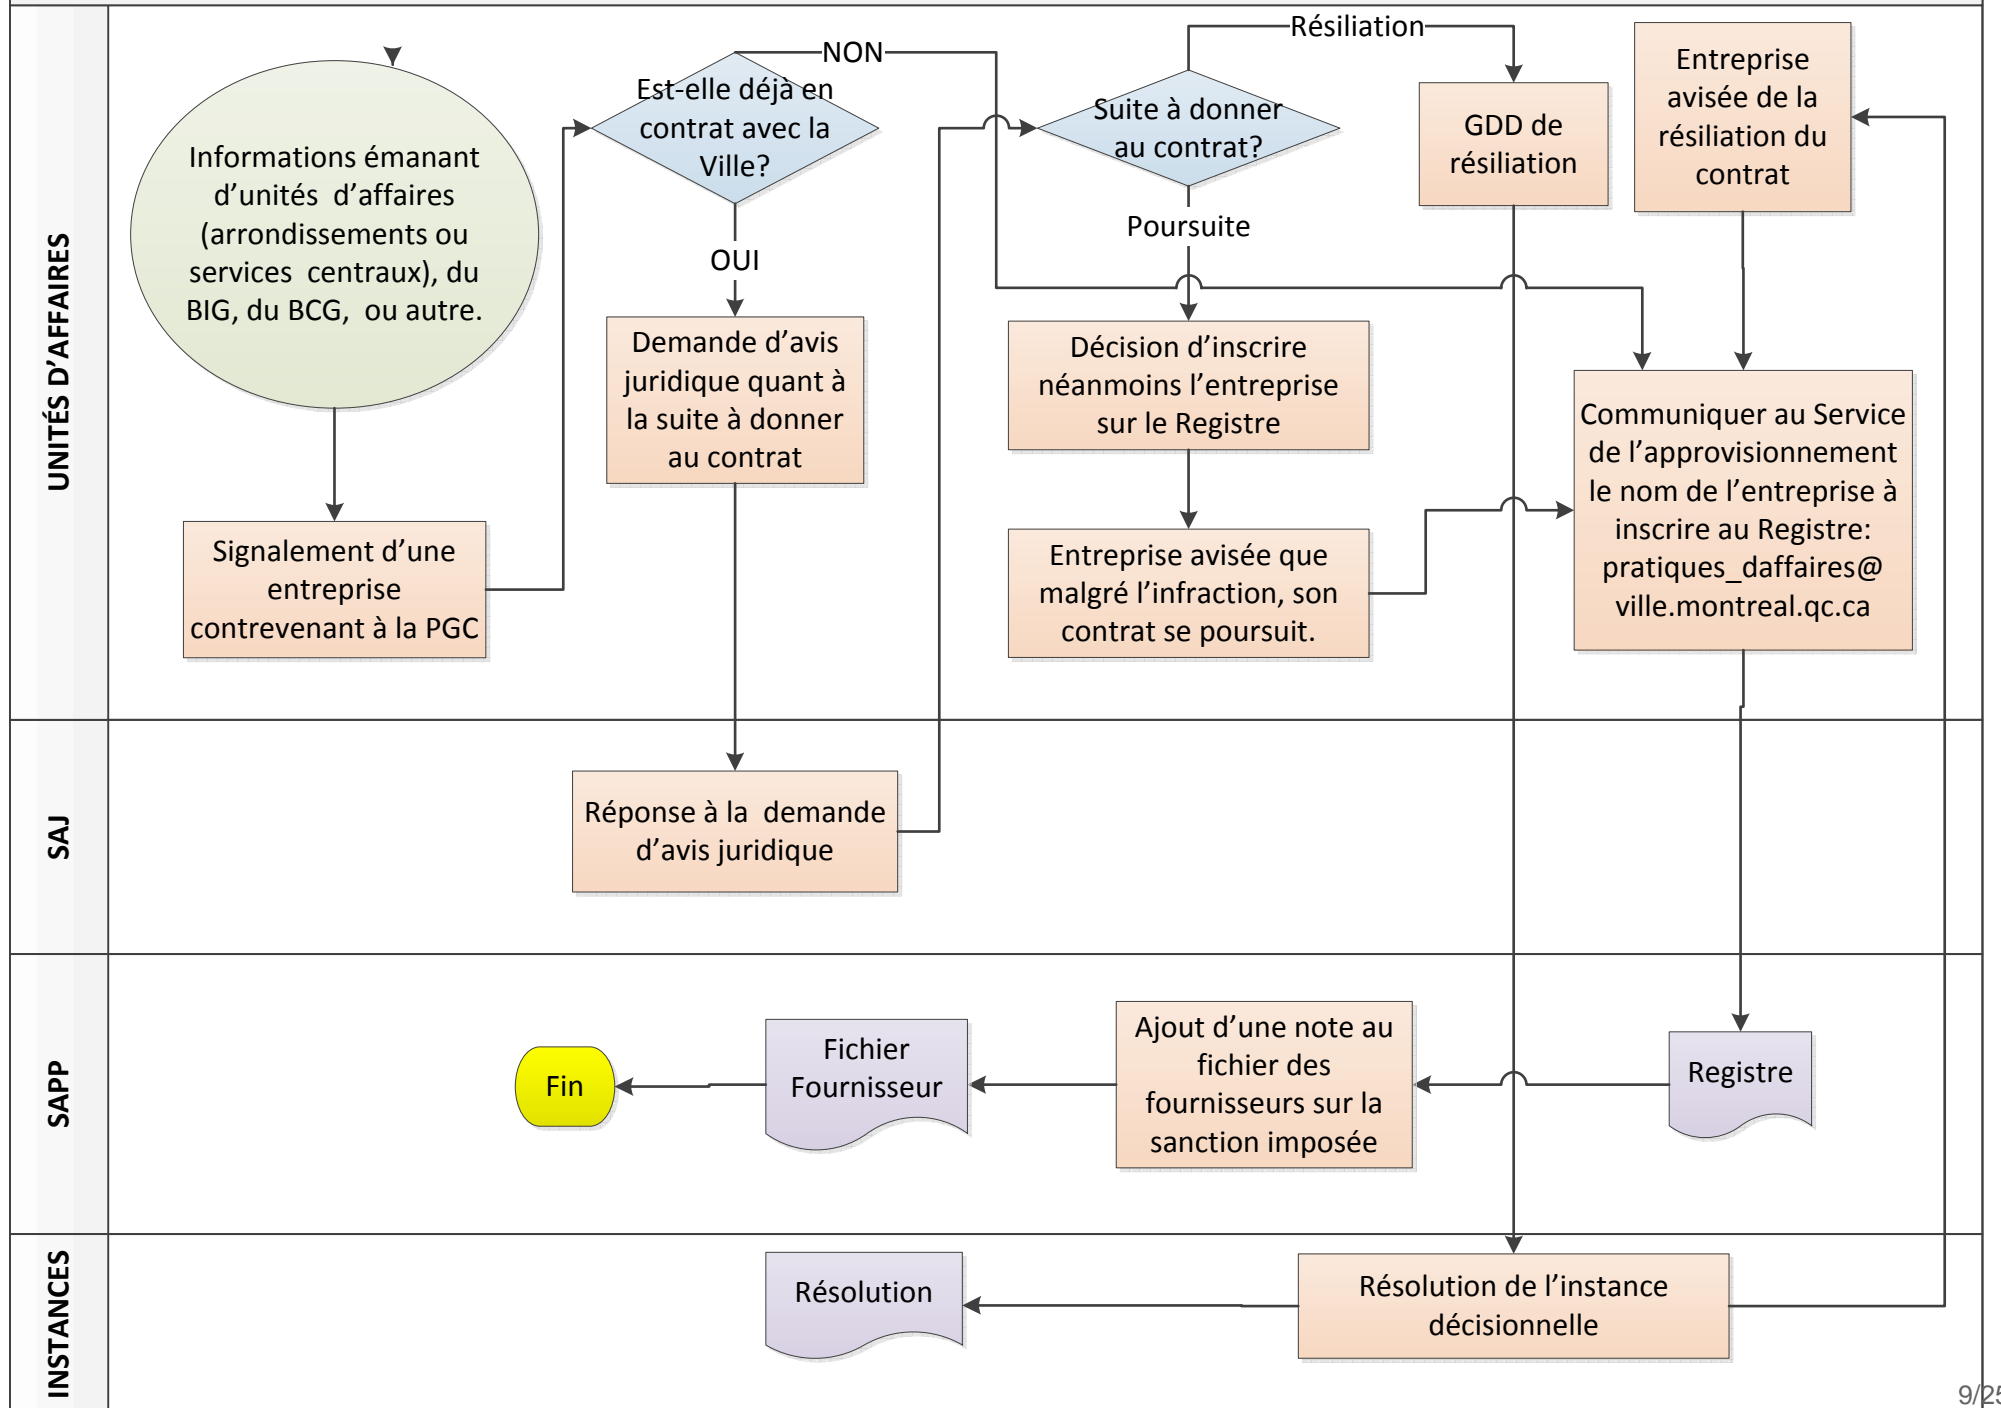 UNITÉS D’AFFAIRES
Informations émanant
d’unités d’affaires
(arrondissements ou
services centraux), du
BIG, du BCG, ou autre.
Signalement d’une
entreprise
contrevenant à la PGC
Est-elle déjà en
contrat avec la
Ville?
NON
OUI
Demande d’avis
juridique quant à
la suite à donner
au contrat
Suite à donner
au contrat?
Résiliation
Poursuite
Décision d’inscrire
néanmoins l’entreprise
sur le Registre
Entreprise avisée que
malgré l’infraction, son
contrat se poursuit.
GDD de
résiliation
Entreprise
avisée de la
résiliation du
contrat
Communiquer au Service
de l’approvisionnement
le nom de l’entreprise à
inscrire au Registre:
pratiques_daffaires@
ville.montreal.qc.ca
SAJ
Réponse à la demande
d’avis juridique
SAPP
Fin
Fichier
Fournisseur
Ajout d’une note au
fichier des
fournisseurs sur la
sanction imposée
Registre
INSTANCES
Résolution
Résolution de l’instance
décisionnelle
9/25